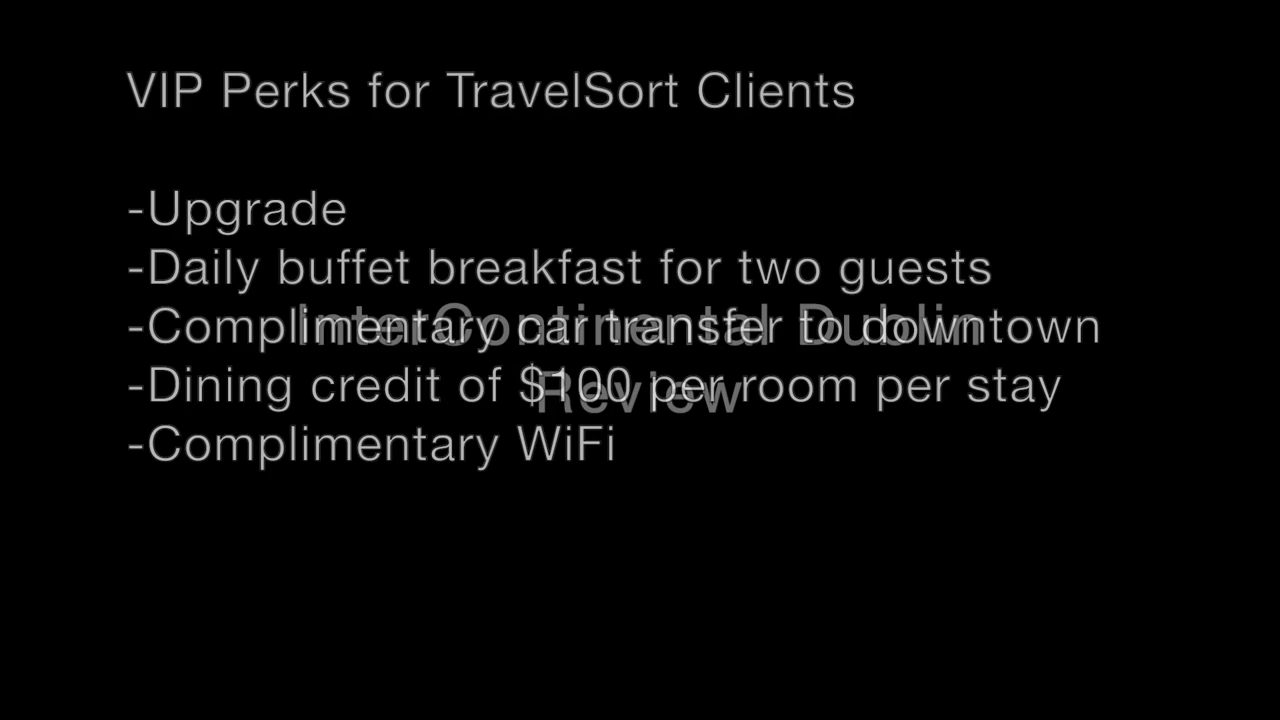 VIP Perks for TravelSort Clients
-Upgrade
-Daily buffet breakfast for two guests
-Complimentary car transfer to downtown
-Dining credit of $100 per room per stay
-Complimentary WiFi
InterContinental Dublin
Review